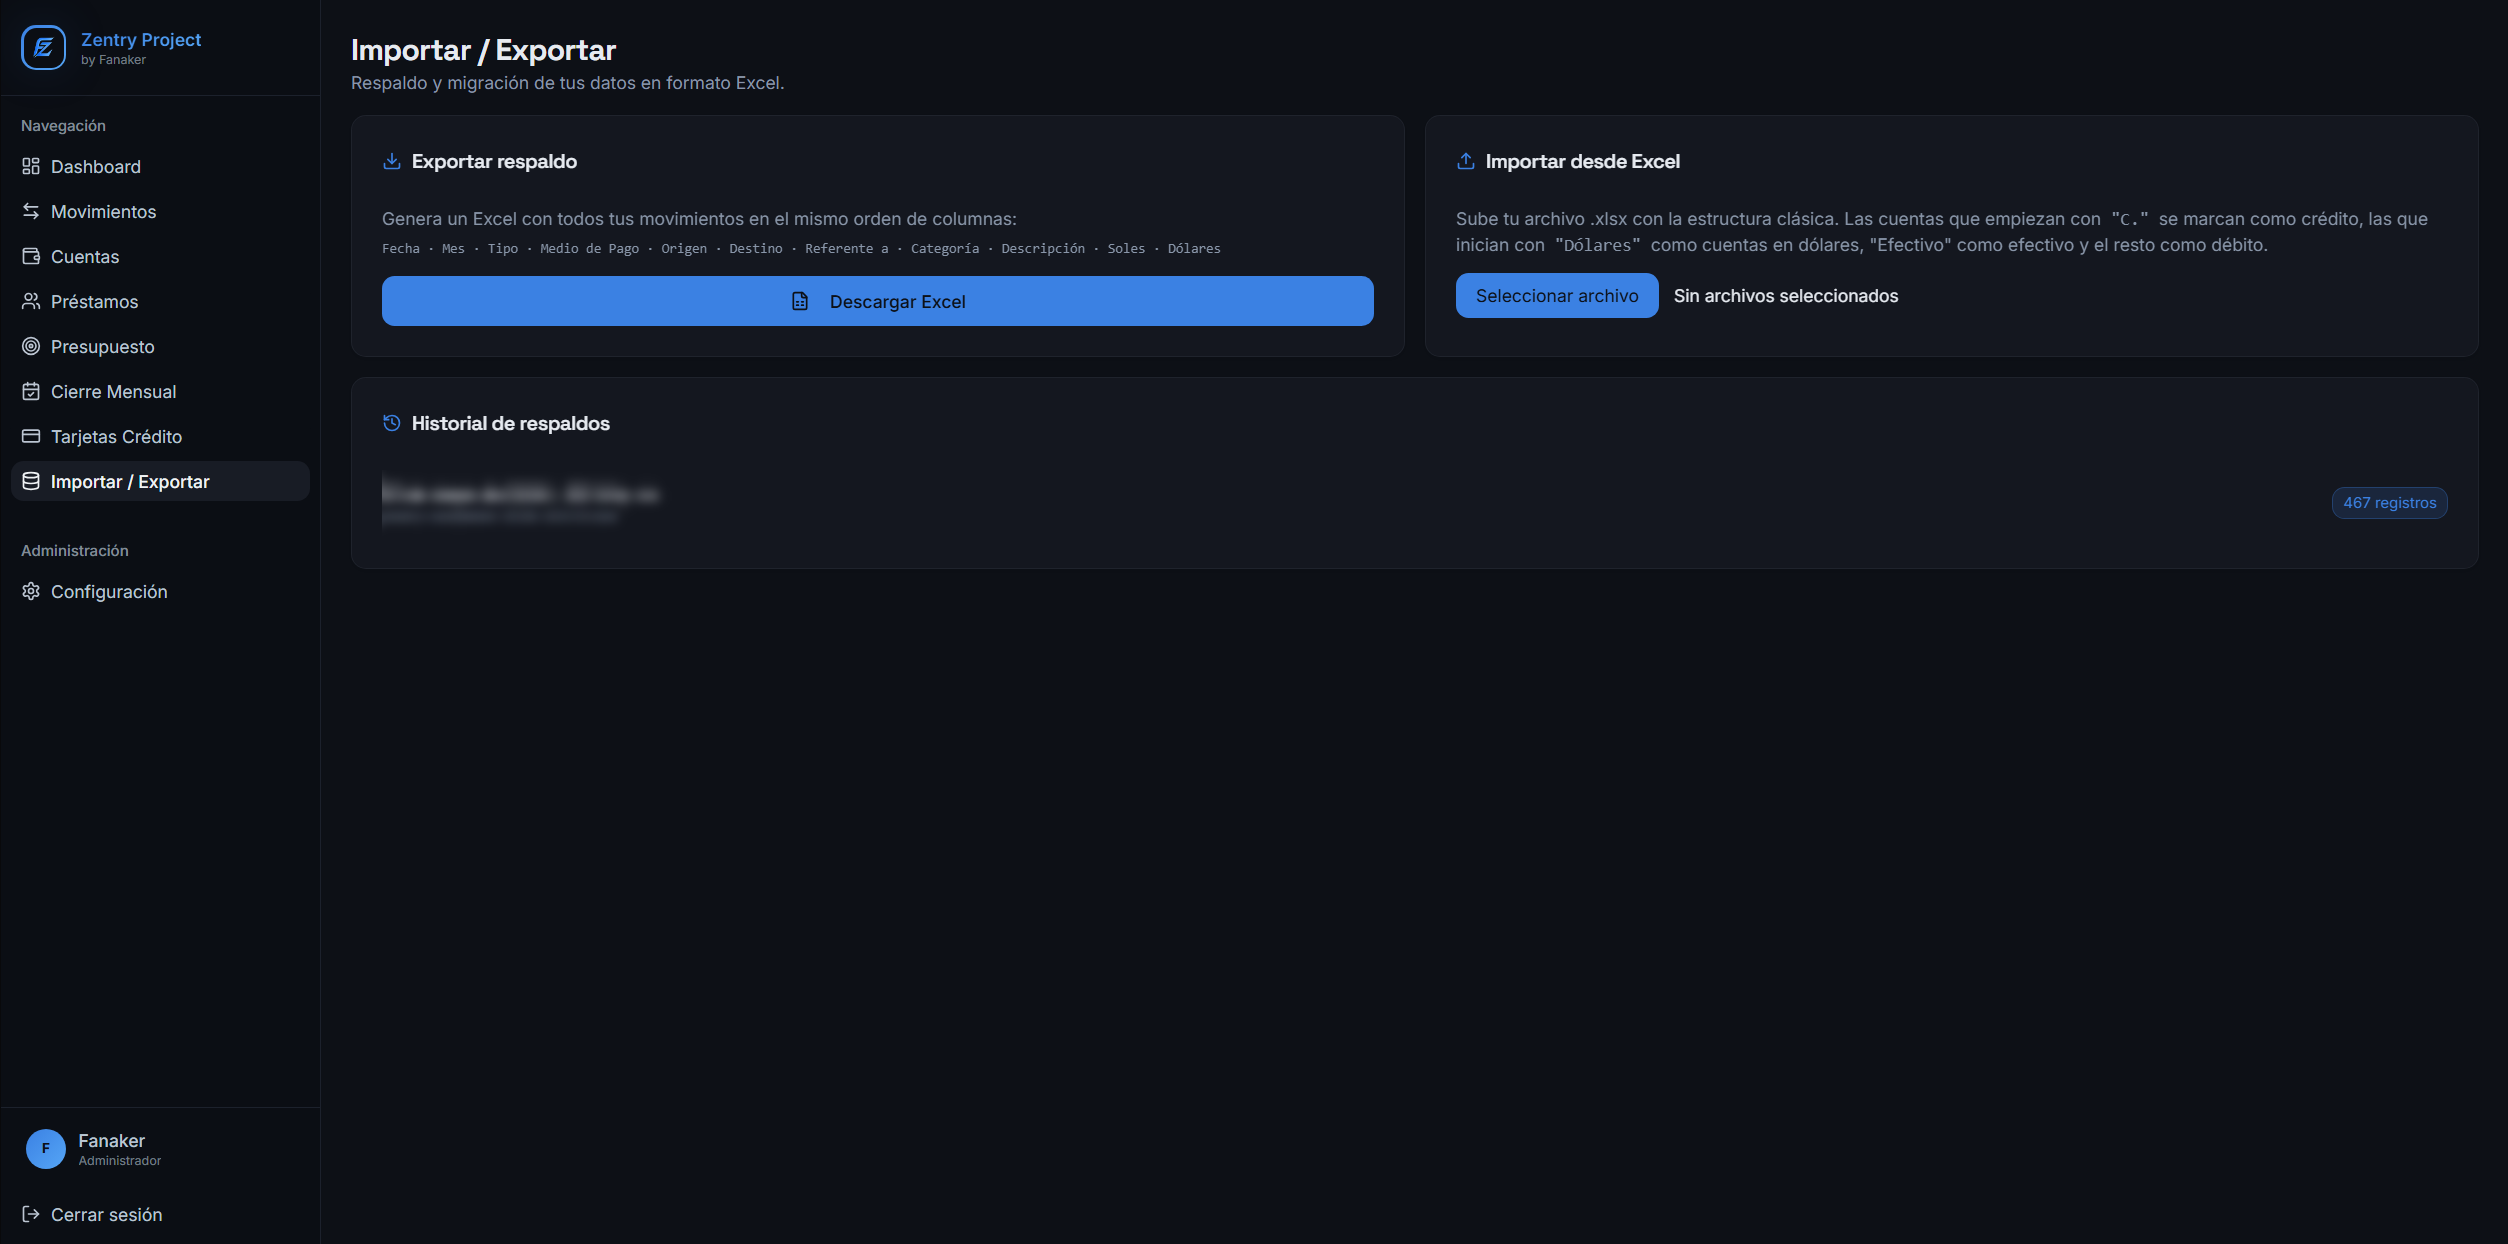 Zentry Project
by Fanaker
Navegación
Dashboard
Movimientos
Cuentas
Préstamos
Presupuesto
Cierre Mensual
Tarjetas Crédito
Importar / Exportar
Administración
Configuración
F
Fanaker
Administrador
Cerrar sesión
Importar / Exportar
Respaldo y migración de tus datos en formato Excel.
Exportar respaldo
Genera un Excel con todos tus movimientos en el mismo orden de columnas:
Fecha · Mes · Tipo · Medio de Pago · Origen · Destino · Referente a · Categoría · Descripción · Soles · Dólares
Descargar Excel
Importar desde Excel
Sube tu archivo .xlsx con la estructura clásica. Las cuentas que empiezan con "C." se marcan como crédito, las que
inician con "Dólares" como cuentas en dólares, "Efectivo" como efectivo y el resto como débito.
Seleccionar archivo Sin archivos seleccionados
Historial de respaldos
467 registros